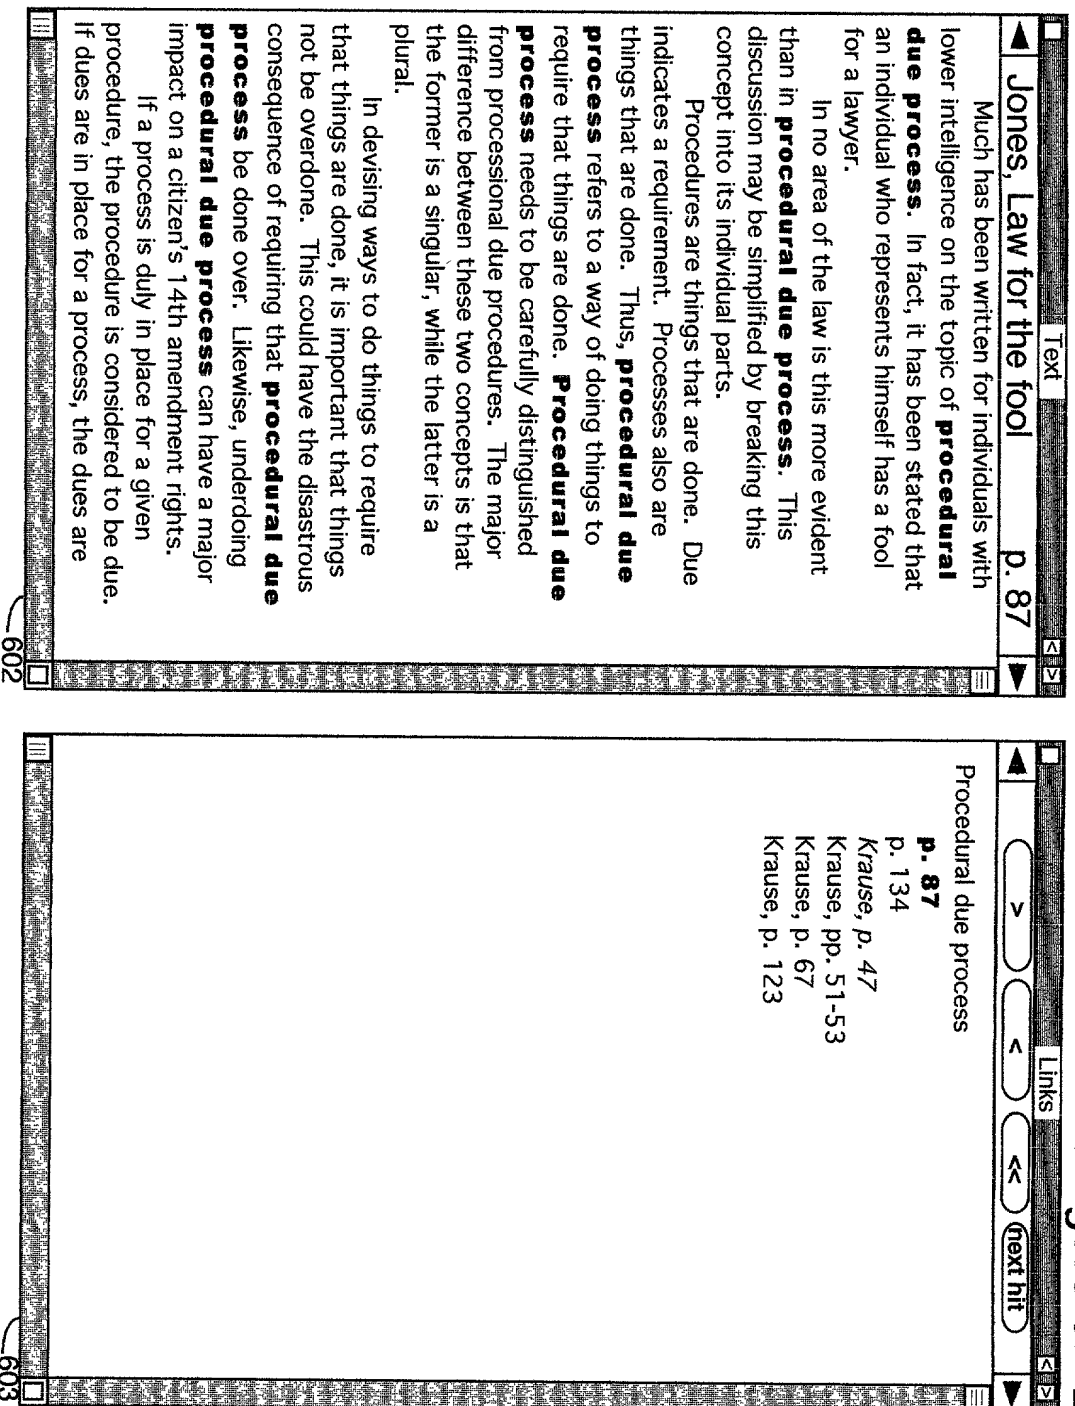 Text
Jones, Law for the fool p. 87
Much has been written for individuals with
lower intelligence on the topic of procedural
due process. In fact, it has been stated that
an individual who represents himself has a fool
for a lawyer.
In no area of the law is this more evident
than in procedural due process. This
discussion may be simplified by breaking this
concept into its individual parts.
Procedures are things that are done. Due
indicates a requirement. Processes also are
things that are done. Thus, procedural due
process refers to a way of doing things to
require that things are done. Procedural due
process needs to be carefully distinguished
from processional due procedures. The major
difference between these two concepts is that
the former is a singular, while the latter is a
plural.
In devising ways to do things to require
that things are done, it is important that things
not be overdone. This could have the disastrous
consequence of requiring that procedural due
process be done over. Likewise, underdoing
procedural due process can have a major
impact on a citizen's 14th amendment rights.
If a process is duly in place for a given
procedure, the procedure is considered to be due.
If dues are in place for a process, the dues are
602
Links
> < << next hit
Procedural due process
p. 87
p. 134
Krause, p. 47
Krause, pp. 51-53
Krause, p. 67
Krause, p. 123
603